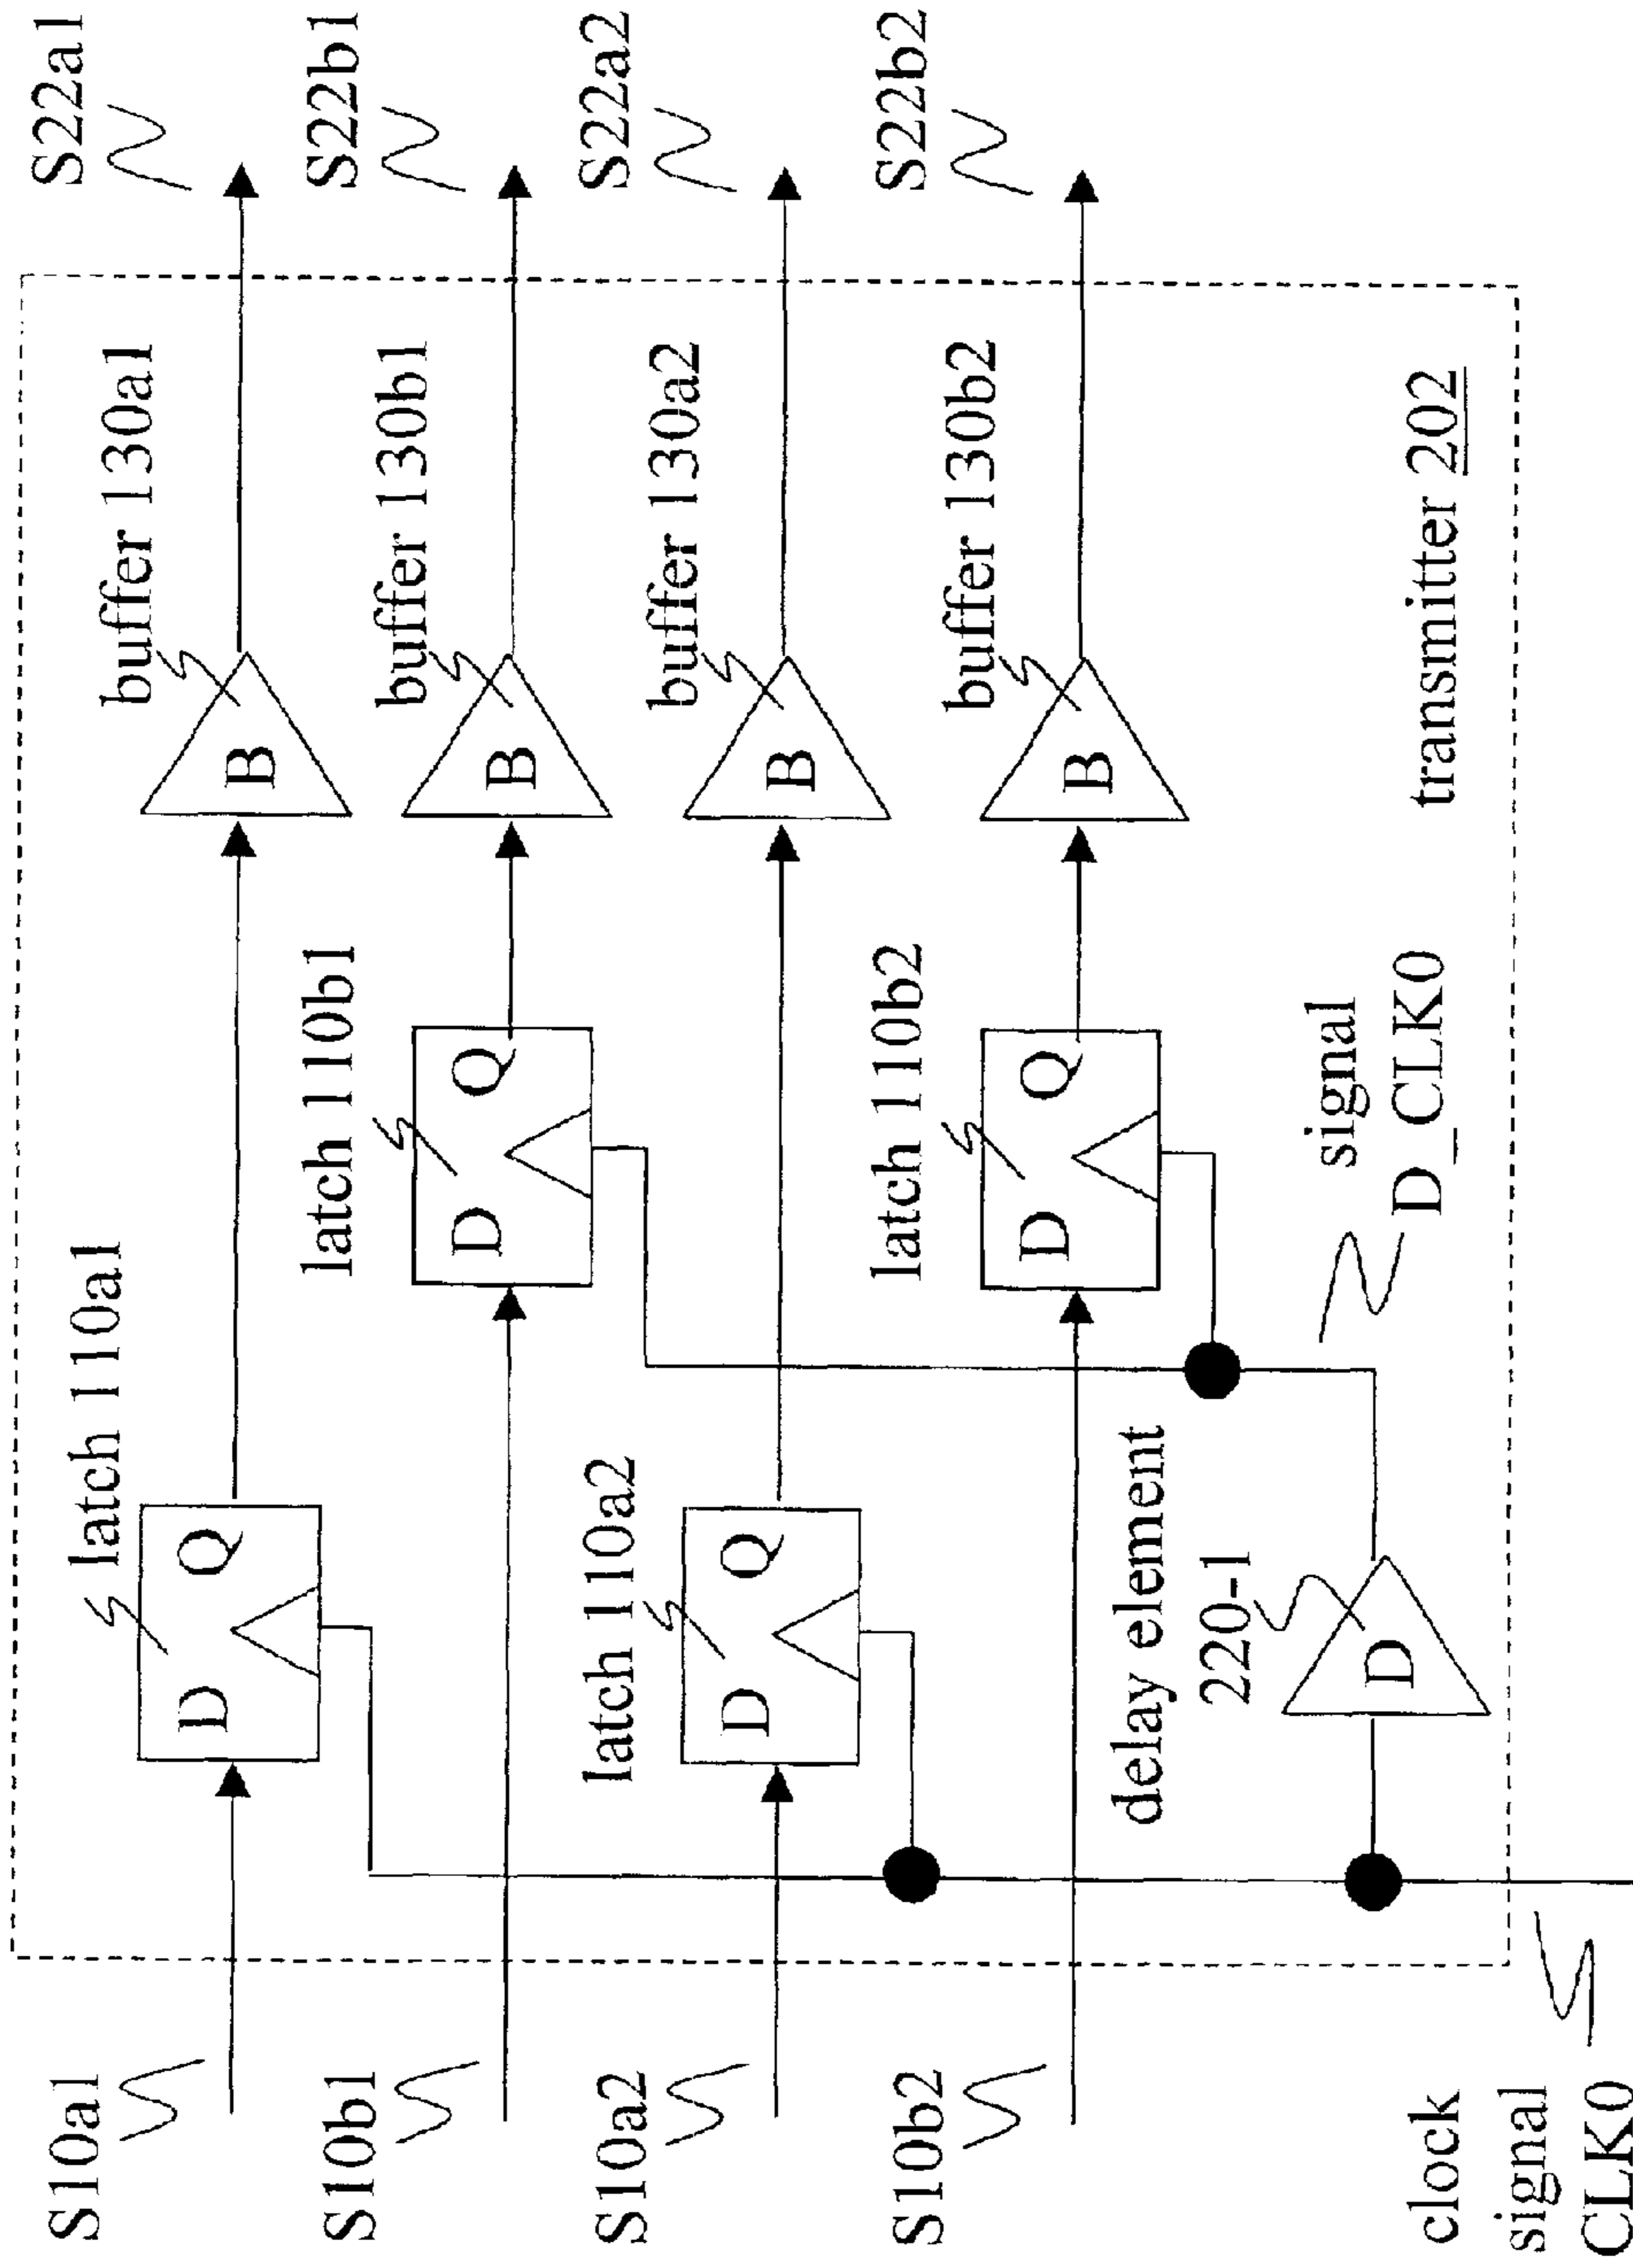 S10a1
S10b1
S10a2
S10b2
clock
signal
CLK0
latch 110a1
D Q
latch 110b1
D Q
latch 110a2
D Q
latch 110b2
D Q
delay element
220-1
D
signal
D_CLK0
buffer 130a1
B
buffer 130b1
B
buffer 130a2
B
buffer 130b2
B
transmitter 202
S22a1
S22b1
S22a2
S22b2